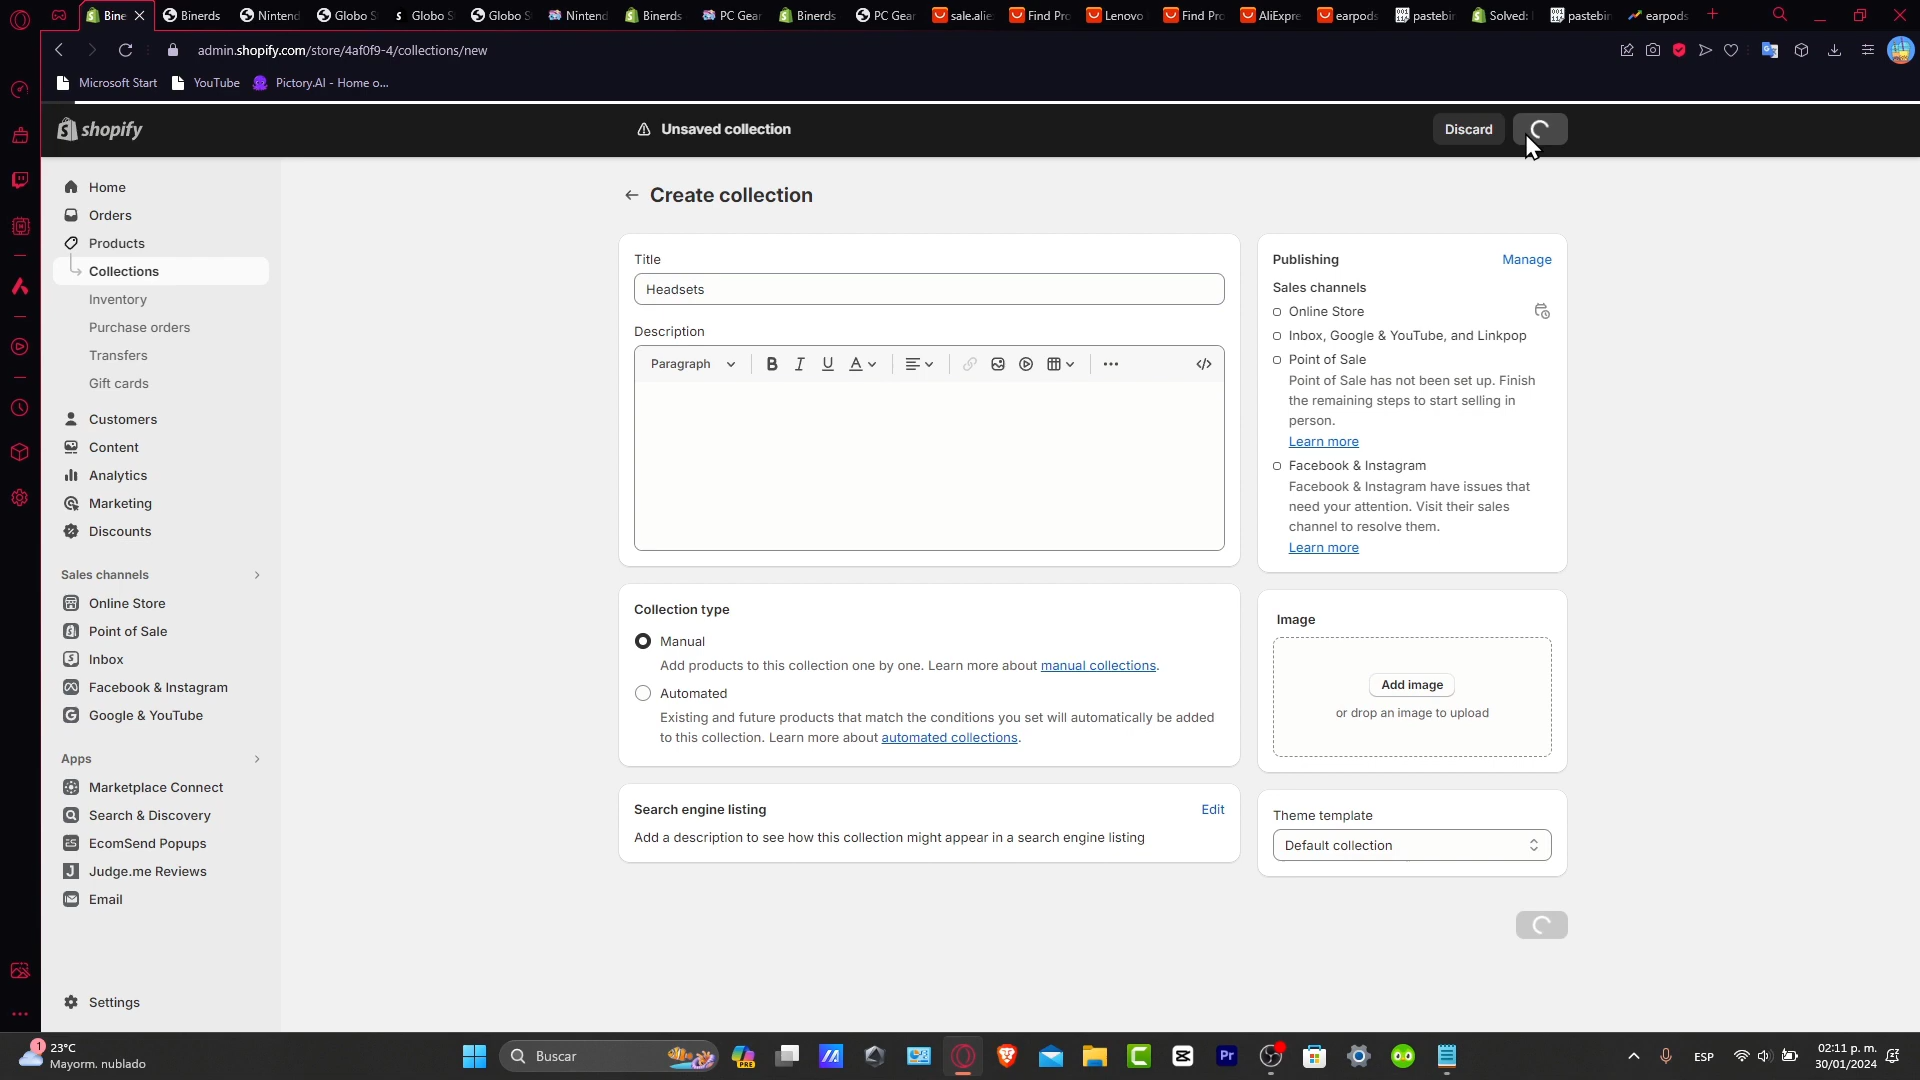 Bine
Binerds
Nintend
Globo S
Globo S
Globo S
Nintend
Binerds
PC Gear
Binerds
PC Gear
sale.alie
Find Pro
Lenovo
Find Pro
AliExpre
earpods
pastebin
Solved:
pastebin
earpods
admin.shopify.com/store/4af0f9-4/collections/new
Microsoft Start
YouTube
Pictory.AI - Home o...
shopify
Unsaved collection
Discard
Home
Orders
Products
Collections
Inventory
Purchase orders
Transfers
Gift cards
Customers
Content
Analytics
Marketing
Discounts
Sales channels
Online Store
Point of Sale
Inbox
Facebook & Instagram
Google & YouTube
Apps
Marketplace Connect
Search & Discovery
EcomSend Popups
Judge.me Reviews
Email
Settings
Create collection
Title
Headsets
Description
Paragraph
Collection type
Manual
Add products to this collection one by one. Learn more about manual collections.
Automated
Existing and future products that match the conditions you set will automatically be added
to this collection. Learn more about automated collections.
Search engine listing
Edit
Add a description to see how this collection might appear in a search engine listing
Publishing
Manage
Sales channels
Online Store
Inbox, Google & YouTube, and Linkpop
Point of Sale
Point of Sale has not been set up. Finish
the remaining steps to start selling in
person.
Learn more
Facebook & Instagram
Facebook & Instagram have issues that
need your attention. Visit their sales
channel to resolve them.
Learn more
Image
Add image
or drop an image to upload
Theme template
Default collection
1
23°C
Mayorm. nublado
Buscar
PRE
Pr
ESP
02:11 p. m.
30/01/2024